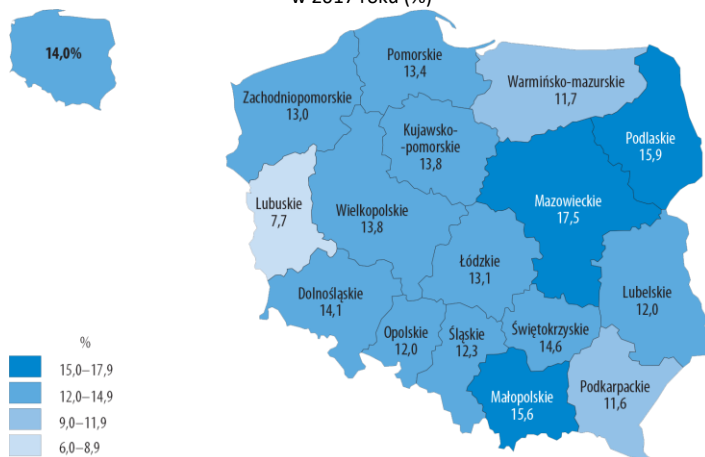 w 2017 roku (%)
14,0%
Pomorskie
13,4
Warmińsko-mazurskie
11,7
Zachodniopomorskie
13,0
Kujawsko-
-pomorskie
13,8
Podlaskie
15,9
Lubuskie
7,7
Wielkopolskie
13,8
Mazowieckie
17,5
Łódzkie
13,1
Dolnośląskie
14,1
Lubelskie
12,0
Opolskie
12,0
Śląskie
12,3
Świętokrzyskie
14,6
Małopolskie
15,6
Podkarpackie
11,6
%
15,0–17,9
12,0–14,9
9,0–11,9
6,0–8,9